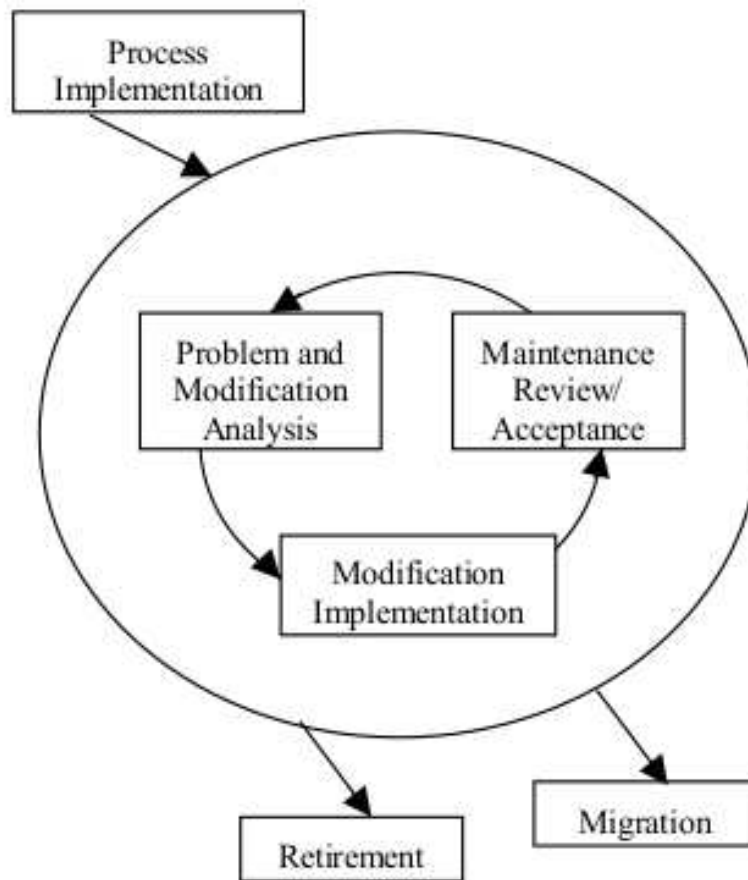 Process
Implementation
Problem and
Modification
Analysis
Maintenance
Review/
Acceptance
Modification
Implementation
Migration
Retirement